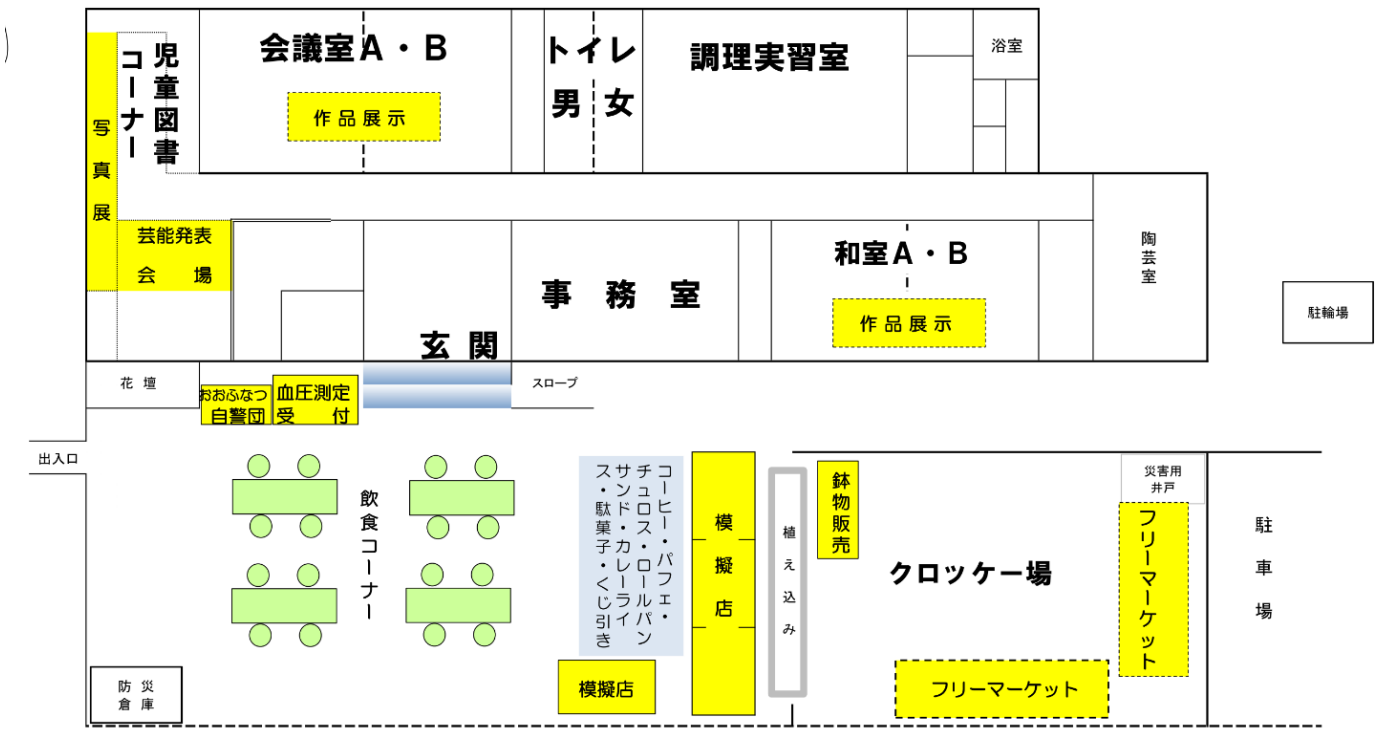 児童図書
コーナー
会議室A・B
作品展示
トイレ
男 女
調理実習室
浴室
写真展
芸能発表
会 場
事 務 室
和室A・B
作品展示
陶芸室
駐輪場
玄 関
花 壇
おおふなつ
自警団
血圧測定
受 付
スロープ
出入口
飲食コーナー
コーヒー・パフェ・
チュロス・ロールパン
サンド・カレーライ
ス・駄菓子・くじ引き
模擬店
模擬店
植え込み
鉢物販売
クロッケー場
災害用
井戸
フリーマーケット
フリーマーケット
駐車場
防 災
倉 庫